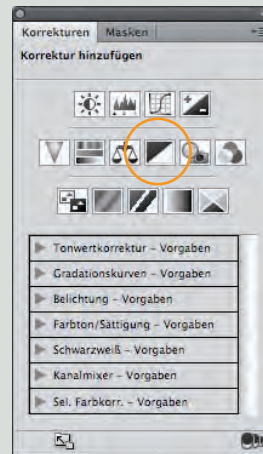 Korrekturen Masken
Korrektur hinzufügen
Tonwertkorrektur – Vorgaben
Gradationskurven – Vorgaben
Belichtung – Vorgaben
Farbton/Sättigung – Vorgaben
Schwarzweiß – Vorgaben
Kanalmixer – Vorgaben
Sel. Farbkorr. – Vorgaben